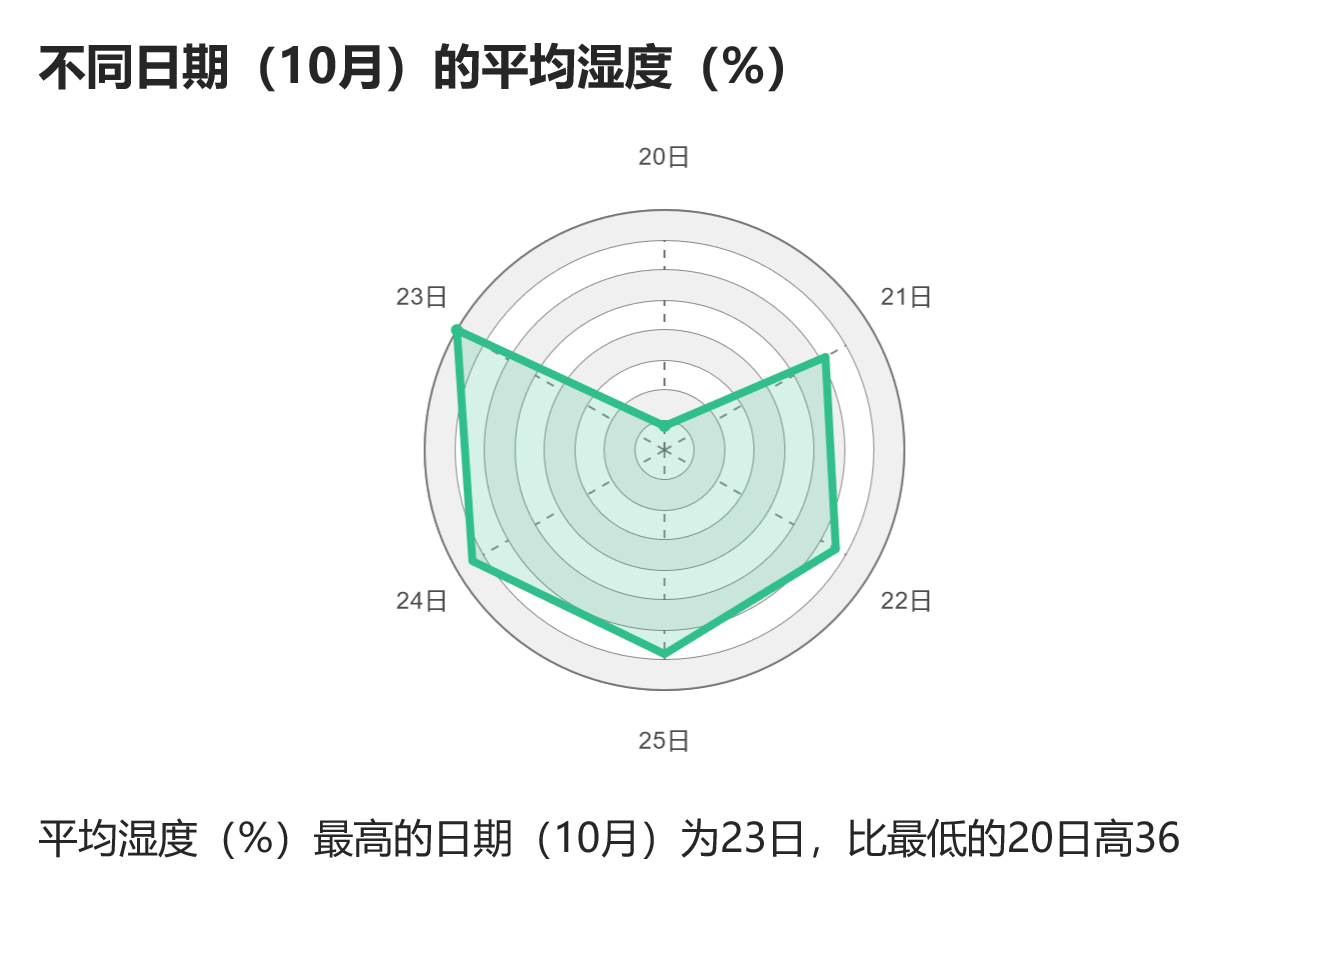 不同日期（10月）的平均湿度（%）
20日
23日
21日
24日
22日
25日
平均湿度（%）最高的日期（10月）为23日，比最低的20日高36